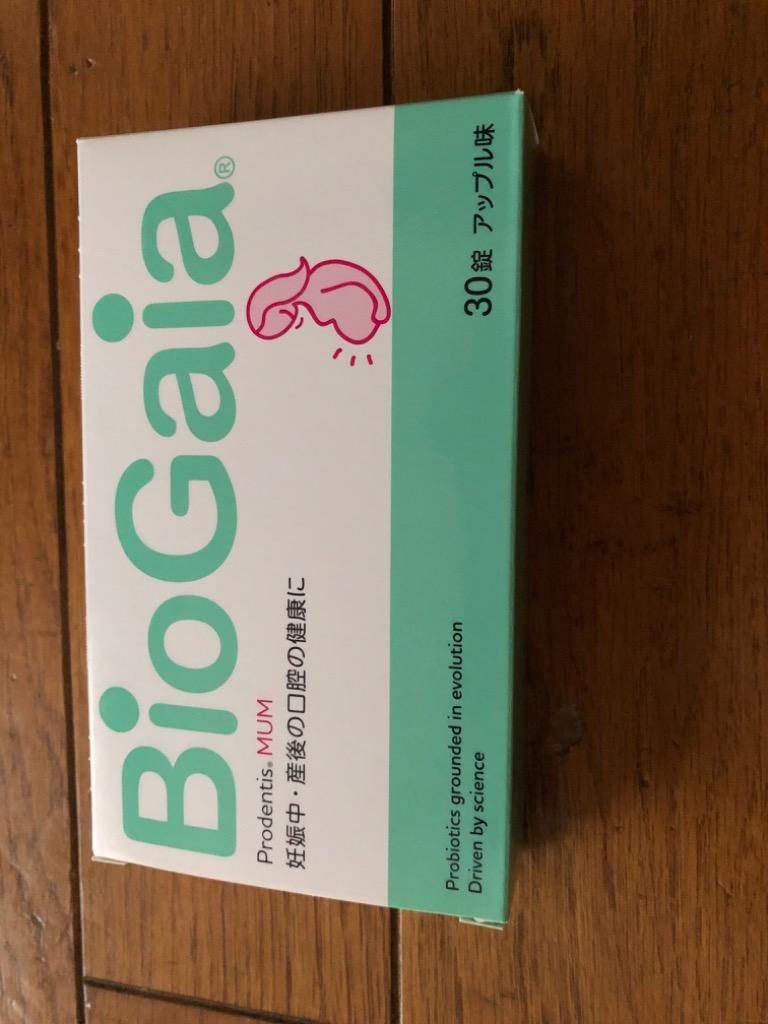 BioGaia®
Prodentis® MUM
妊娠中・産後の口腔の健康に
Probiotics grounded in evolution
Driven by science
30錠 アップル味